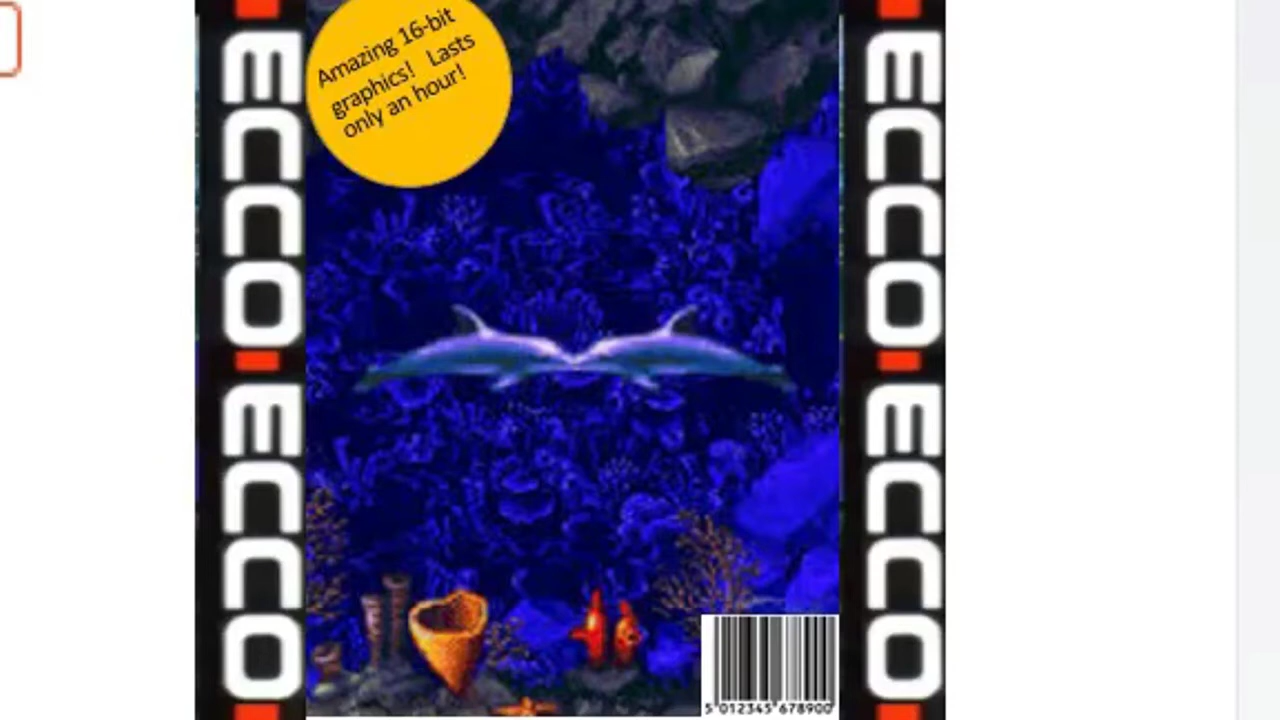 Amazing 16-bit
graphics! Lasts
only an hour!
ECCO
ECCO
ECCO
ECCO
5 012345 678900